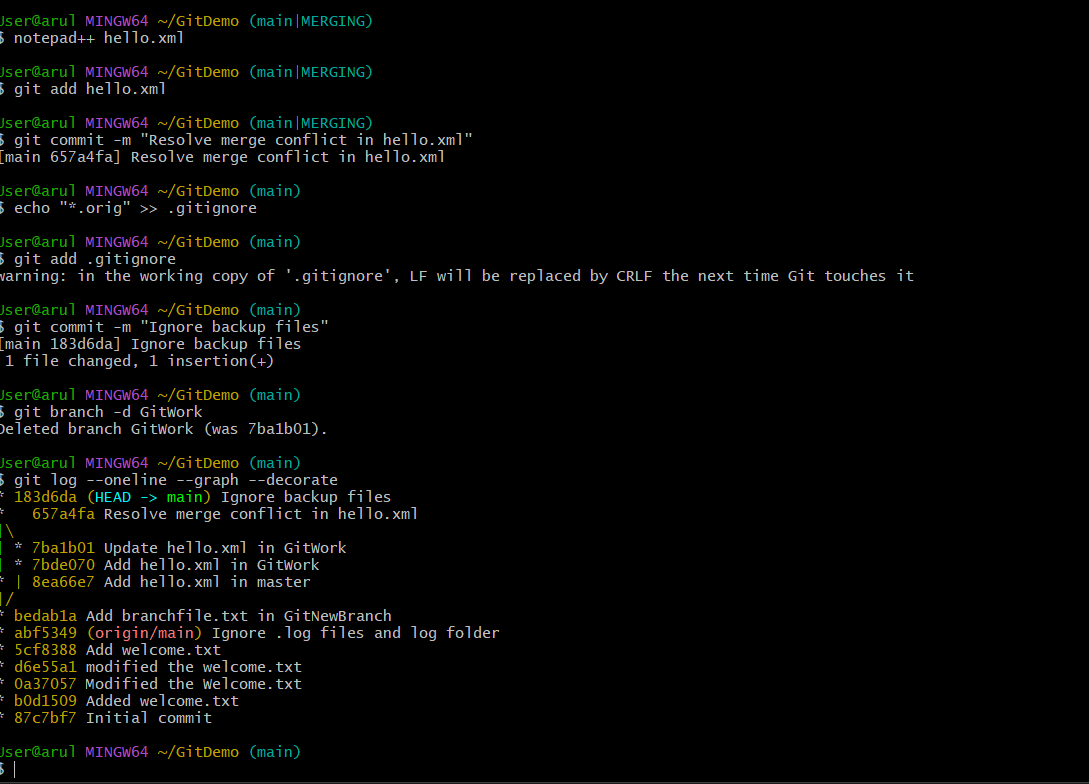 User@arul MINGW64 ~/GitDemo (main|MERGING)
$ notepad++ hello.xml
User@arul MINGW64 ~/GitDemo (main|MERGING)
$ git add hello.xml
User@arul MINGW64 ~/GitDemo (main|MERGING)
$ git commit -m "Resolve merge conflict in hello.xml"
[main 657a4fa] Resolve merge conflict in hello.xml
User@arul MINGW64 ~/GitDemo (main)
$ echo "*.orig" >> .gitignore
User@arul MINGW64 ~/GitDemo (main)
$ git add .gitignore
warning: in the working copy of '.gitignore', LF will be replaced by CRLF the next time Git touches it
User@arul MINGW64 ~/GitDemo (main)
$ git commit -m "Ignore backup files"
[main 183d6da] Ignore backup files
 1 file changed, 1 insertion(+)
User@arul MINGW64 ~/GitDemo (main)
$ git branch -d GitWork
Deleted branch GitWork (was 7ba1b01).
User@arul MINGW64 ~/GitDemo (main)
$ git log --oneline --graph --decorate
* 183d6da (HEAD -> main) Ignore backup files
*   657a4fa Resolve merge conflict in hello.xml
|\
| * 7ba1b01 Update hello.xml in GitWork
| * 7bde070 Add hello.xml in GitWork
* | 8ea66e7 Add hello.xml in master
|/
* bedab1a Add branchfile.txt in GitNewBranch
* abf5349 (origin/main) Ignore .log files and log folder
* 5cf8388 Add welcome.txt
* d6e55a1 modified the welcome.txt
* 0a37057 Modified the Welcome.txt
* b0d1509 Added welcome.txt
* 87c7bf7 Initial commit
User@arul MINGW64 ~/GitDemo (main)
$